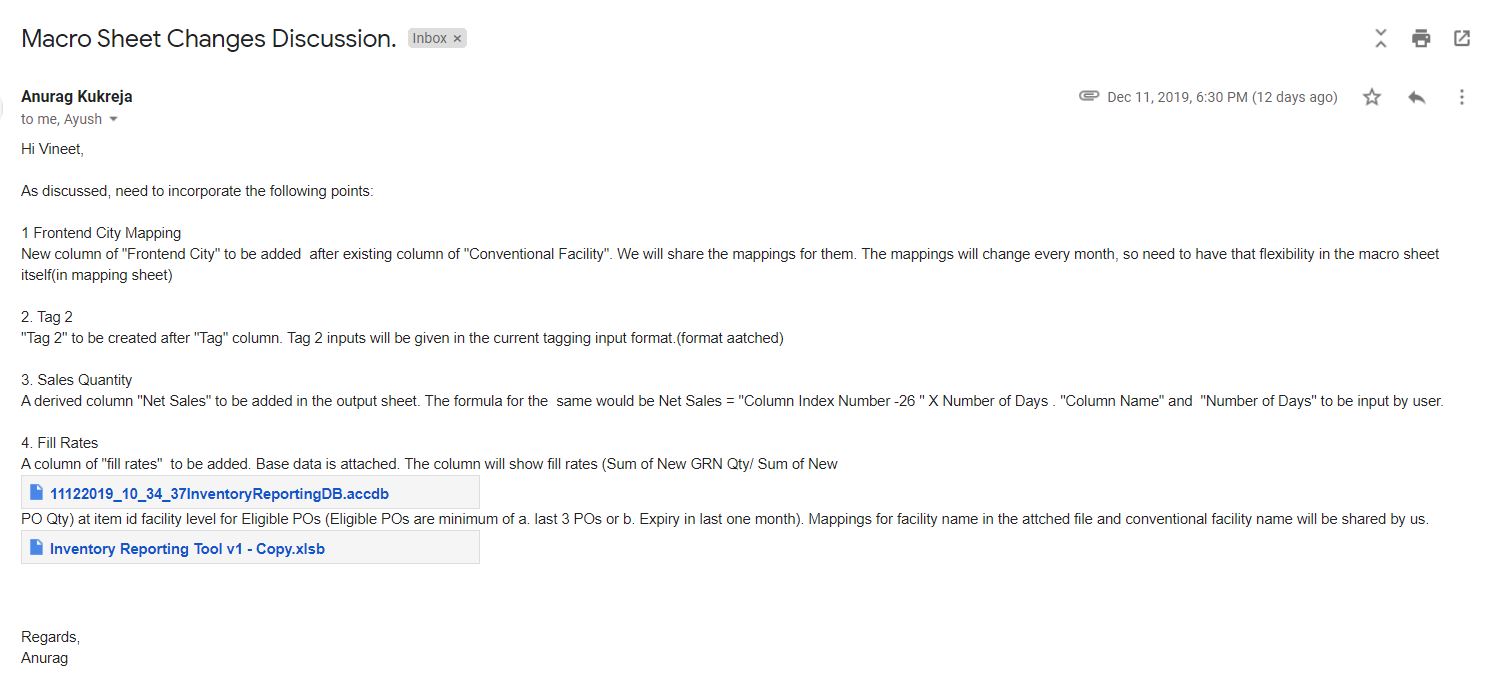 Macro Sheet Changes Discussion. Inbox ×
Anurag Kukreja Dec 11, 2019, 6:30 PM (12 days ago)
to me, Ayush
Hi Vineet,
As discussed, need to incorporate the following points:
1 Frontend City Mapping
New column of "Frontend City" to be added  after existing column of "Conventional Facility". We will share the mappings for them. The mappings will change every month, so need to have that flexibility in the macro sheet
itself(in mapping sheet)
2. Tag 2
"Tag 2" to be created after "Tag" column. Tag 2 inputs will be given in the current tagging input format.(format aatched)
3. Sales Quantity
A derived column "Net Sales" to be added in the output sheet. The formula for the  same would be Net Sales = "Column Index Number -26 " X Number of Days . "Column Name" and  "Number of Days" to be input by user.
4. Fill Rates
A column of "fill rates"  to be added. Base data is attached. The column will show fill rates (Sum of New GRN Qty/ Sum of New
11122019_10_34_37InventoryReportingDB.accdb
PO Qty) at item id facility level for Eligible POs (Eligible POs are minimum of a. last 3 POs or b. Expiry in last one month). Mappings for facility name in the attched file and conventional facility name will be shared by us.
Inventory Reporting Tool v1 - Copy.xlsb
Regards,
Anurag